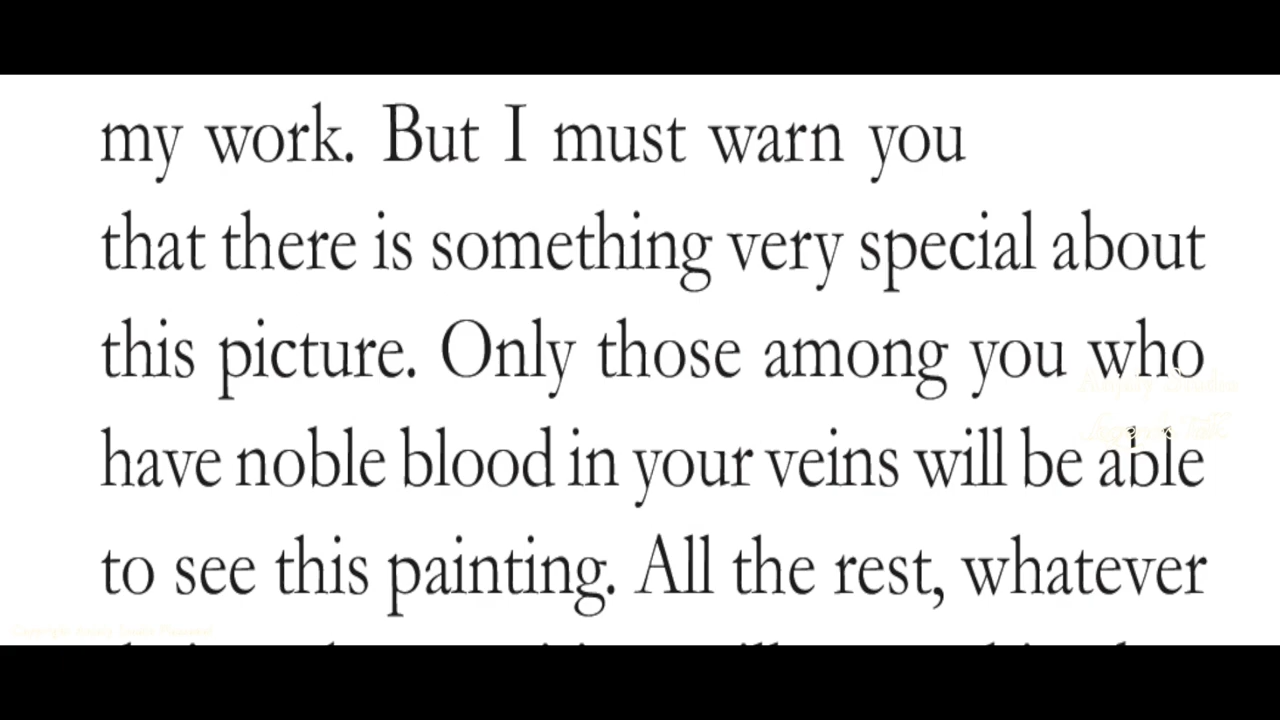 my work. But I must warn you
that there is something very special about
this picture. Only those among you who
have noble blood in your veins will be able
to see this painting. All the rest, whatever